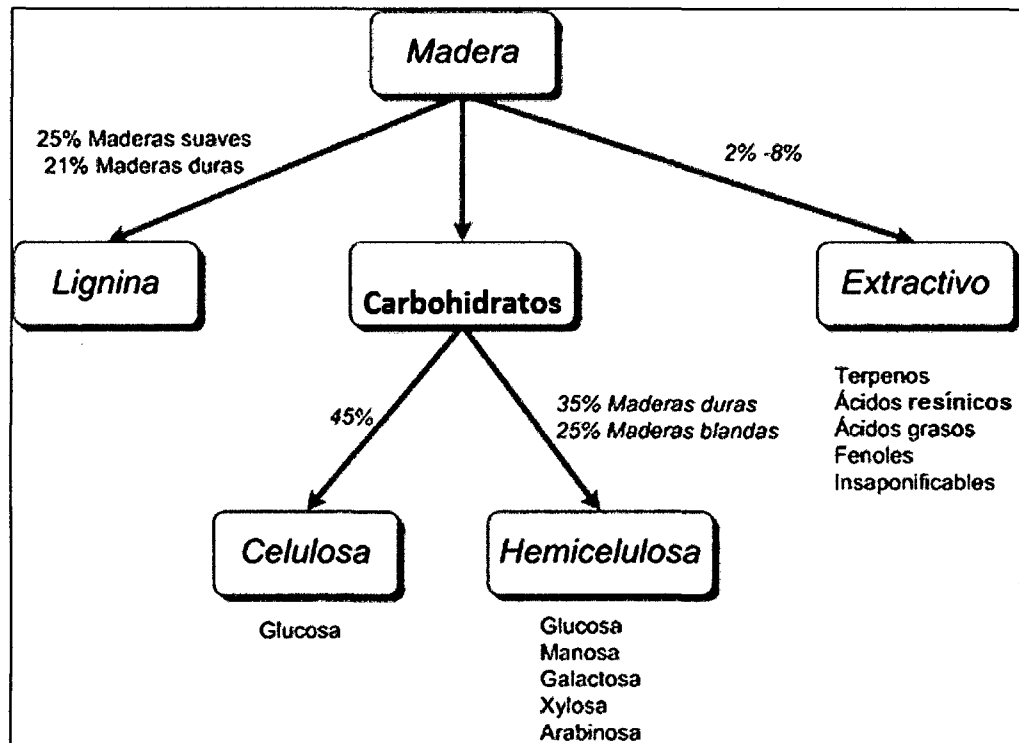 Madera
25% Maderas suaves
21% Maderas duras
2% -8%
Lignina
Carbohidratos
Extractivo
45%
35% Maderas duras
25% Maderas blandas
Terpenos
Ácidos resínicos
Ácidos grasos
Fenoles
Insaponificables
Celulosa
Hemicelulosa
Glucosa
Glucosa
Manosa
Galactosa
Xylosa
Arabinosa